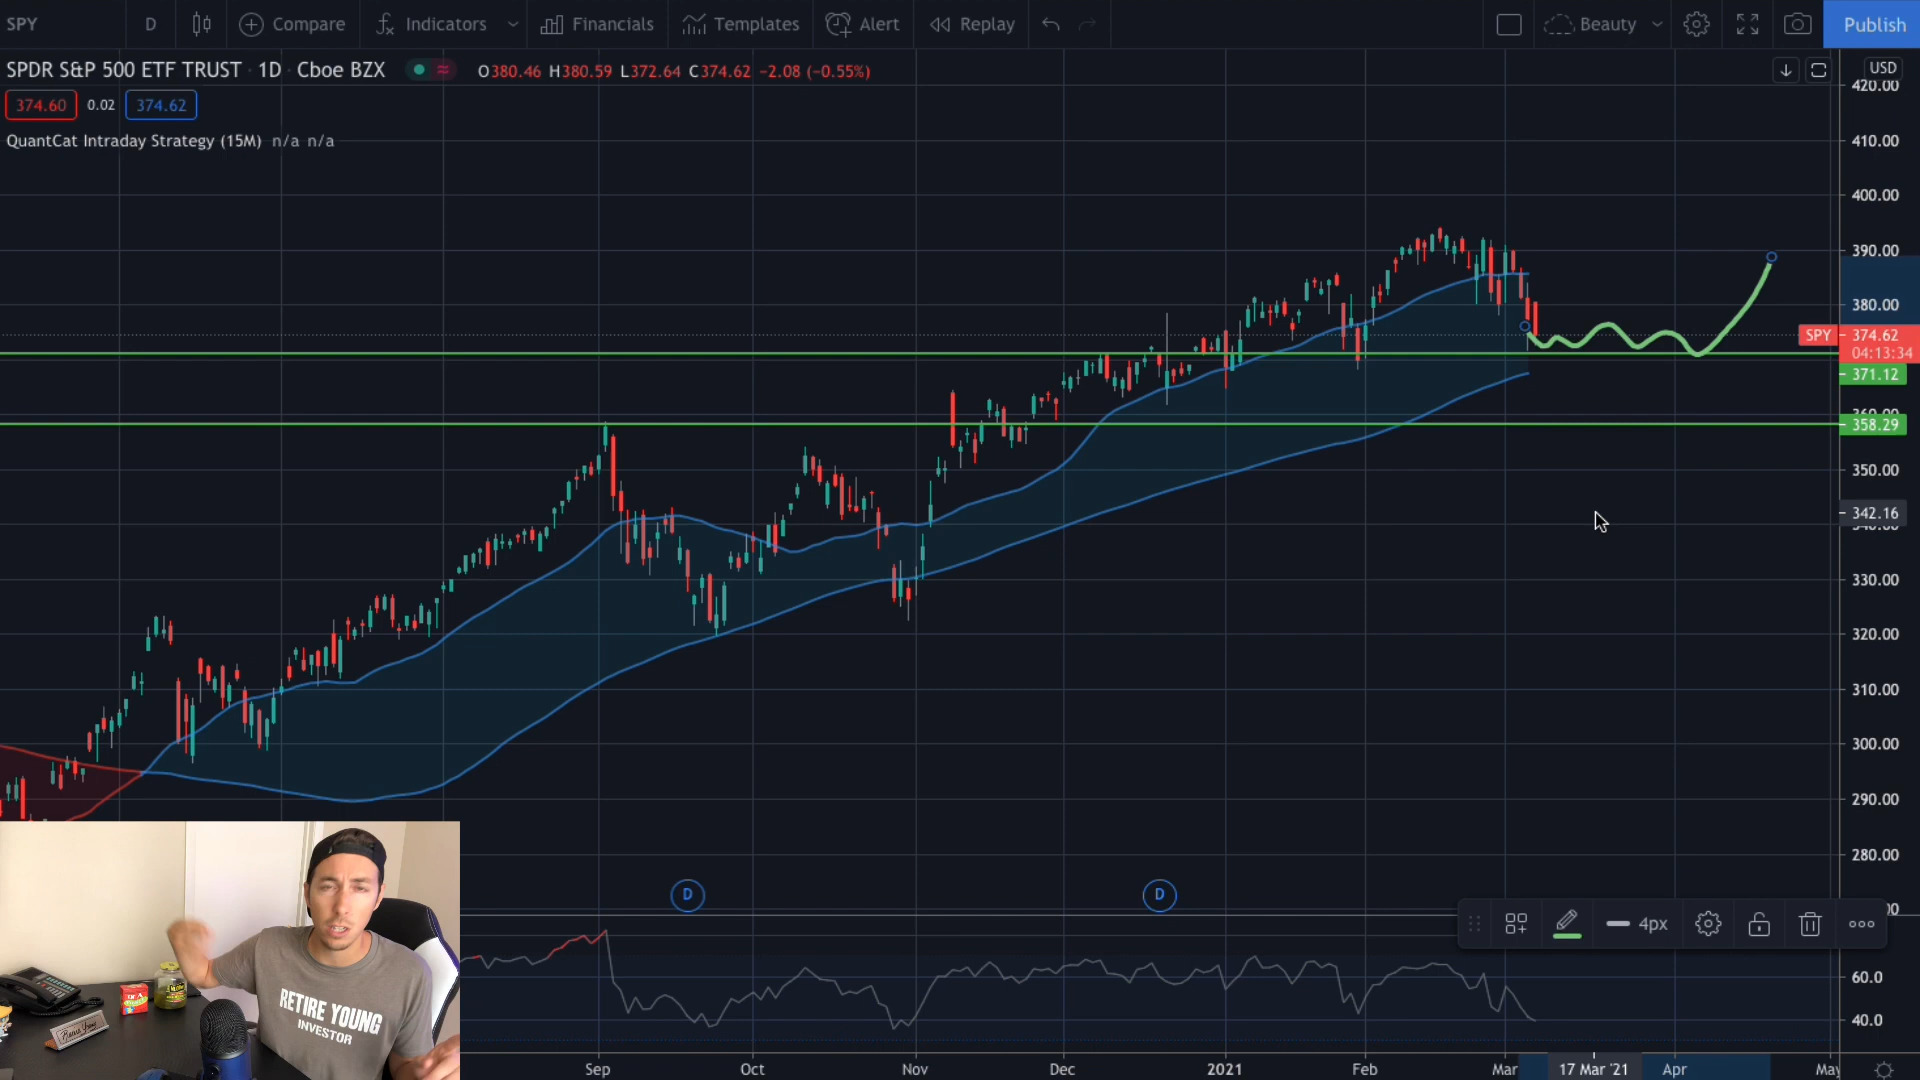 SPY D Compare Indicators Financials Templates Alert Replay Beauty Publish
SPDR S&P 500 ETF TRUST · 1D · Cboe BZX ≈ O380.46 H380.59 L372.64 C374.62 −2.08 (−0.55%)
USD
374.60 0.02 374.62
QuantCat Intraday Strategy (15M) n/a n/a
420.00
410.00
400.00
390.00
380.00
SPY 374.62
04:13:34
371.12
360.00
358.29
350.00
342.16
340.00
330.00
320.00
310.00
300.00
290.00
280.00
D D
4px
60.0
40.0
RETIRE YOUNG
INVESTOR
Sep Oct Nov Dec 2021 Feb Mar 17 Mar '21 Apr May